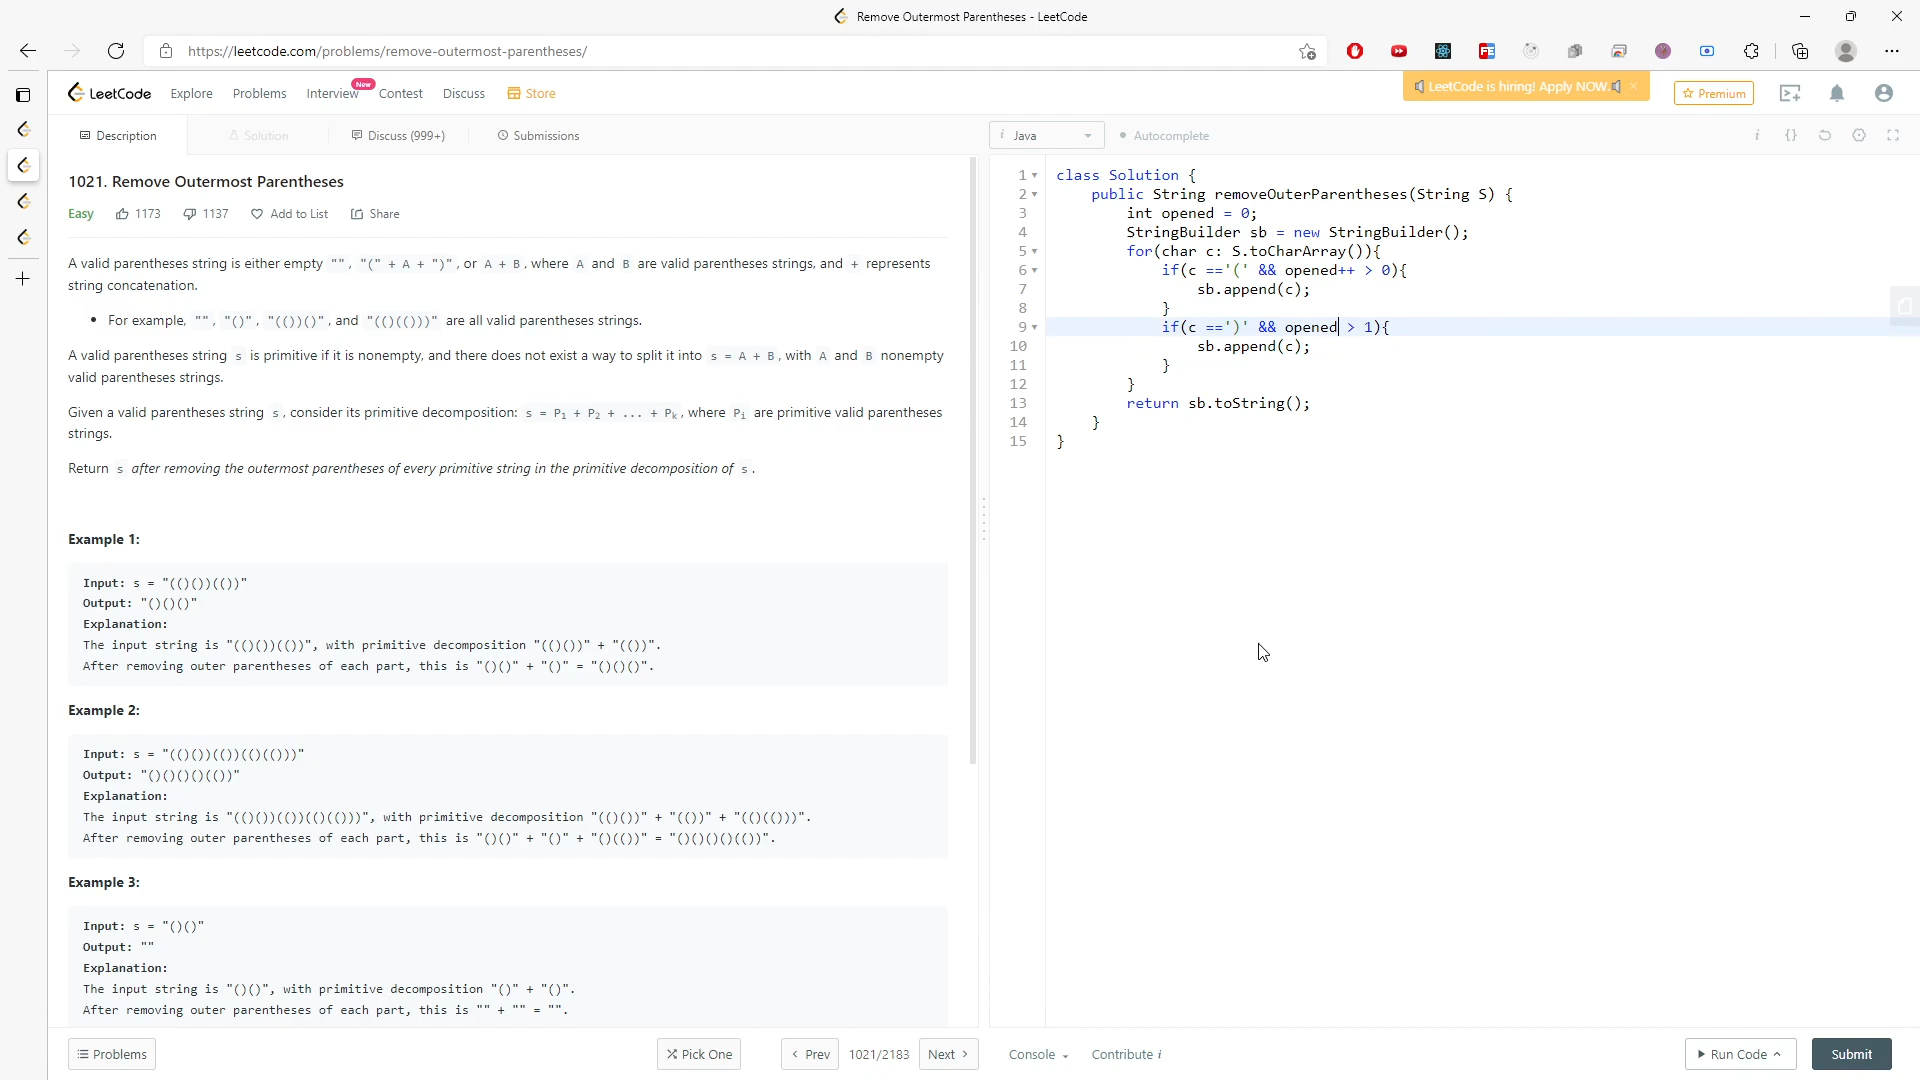 Remove Outermost Parentheses - LeetCode
https://leetcode.com/problems/remove-outermost-parentheses/
LeetCode
Explore
Problems
Interview
New
Contest
Discuss
Store
LeetCode is hiring! Apply NOW.
Premium
Description
Solution
Discuss (999+)
Submissions
i Java
Autocomplete
1021. Remove Outermost Parentheses
Easy
1173
1137
Add to List
Share
A valid parentheses string is either empty "", "(" + A + ")", or A + B, where A and B are valid parentheses strings, and + represents
string concatenation.
• For example, "", "()", "(())()", and "(()(()))" are all valid parentheses strings.
A valid parentheses string s is primitive if it is nonempty, and there does not exist a way to split it into s = A + B, with A and B nonempty
valid parentheses strings.
Given a valid parentheses string s, consider its primitive decomposition: s = P1 + P2 + ... + Pk, where Pi are primitive valid parentheses
strings.
Return s after removing the outermost parentheses of every primitive string in the primitive decomposition of s.
Example 1:
Input: s = "(()())(())"
Output: "()()()"
Explanation:
The input string is "(()())(())", with primitive decomposition "(()())" + "(())".
After removing outer parentheses of each part, this is "()()" + "()" = "()()()".
Example 2:
Input: s = "(()())(())(()(()))"
Output: "()()()()(())"
Explanation:
The input string is "(()())(())(()(()))", with primitive decomposition "(()())" + "(())" + "(()(()))".
After removing outer parentheses of each part, this is "()()" + "()" + "()(())" = "()()()()(())".
Example 3:
Input: s = "()()"
Output: ""
Explanation:
The input string is "()()", with primitive decomposition "()" + "()".
After removing outer parentheses of each part, this is "" + "" = "".
1 class Solution {
2 public String removeOuterParentheses(String S) {
3 int opened = 0;
4 StringBuilder sb = new StringBuilder();
5 for(char c: S.toCharArray()){
6 if(c =='(' && opened++ > 0){
7 sb.append(c);
8 }
9 if(c ==')' && opened > 1){
10 sb.append(c);
11 }
12 }
13 return sb.toString();
14 }
15 }
Problems
Pick One
Prev
1021/2183
Next
Console
Contribute i
Run Code
Submit